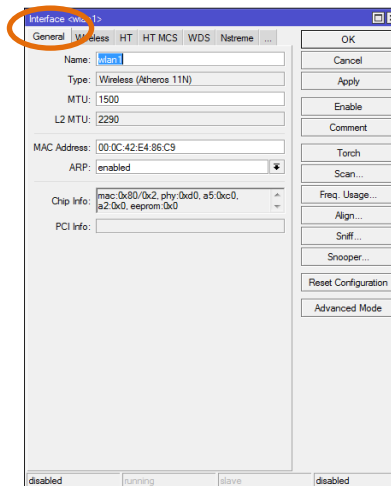 Interface <wlan1>
General Wireless HT HT MCS WDS Nstreme ...
Name: wlan1
Type: Wireless (Atheros 11N)
MTU: 1500
L2 MTU: 2290
MAC Address: 00:0C:42:E4:86:C9
ARP: enabled
Chip Info: mac:0x80/0x2, phy:0xd0, a5:0xc0,
a2:0x0, eeprom:0x0
PCI Info:
OK
Cancel
Apply
Enable
Comment
Torch
Scan...
Freq. Usage...
Align...
Sniff...
Snooper...
Reset Configuration
Advanced Mode
disabled running slave disabled